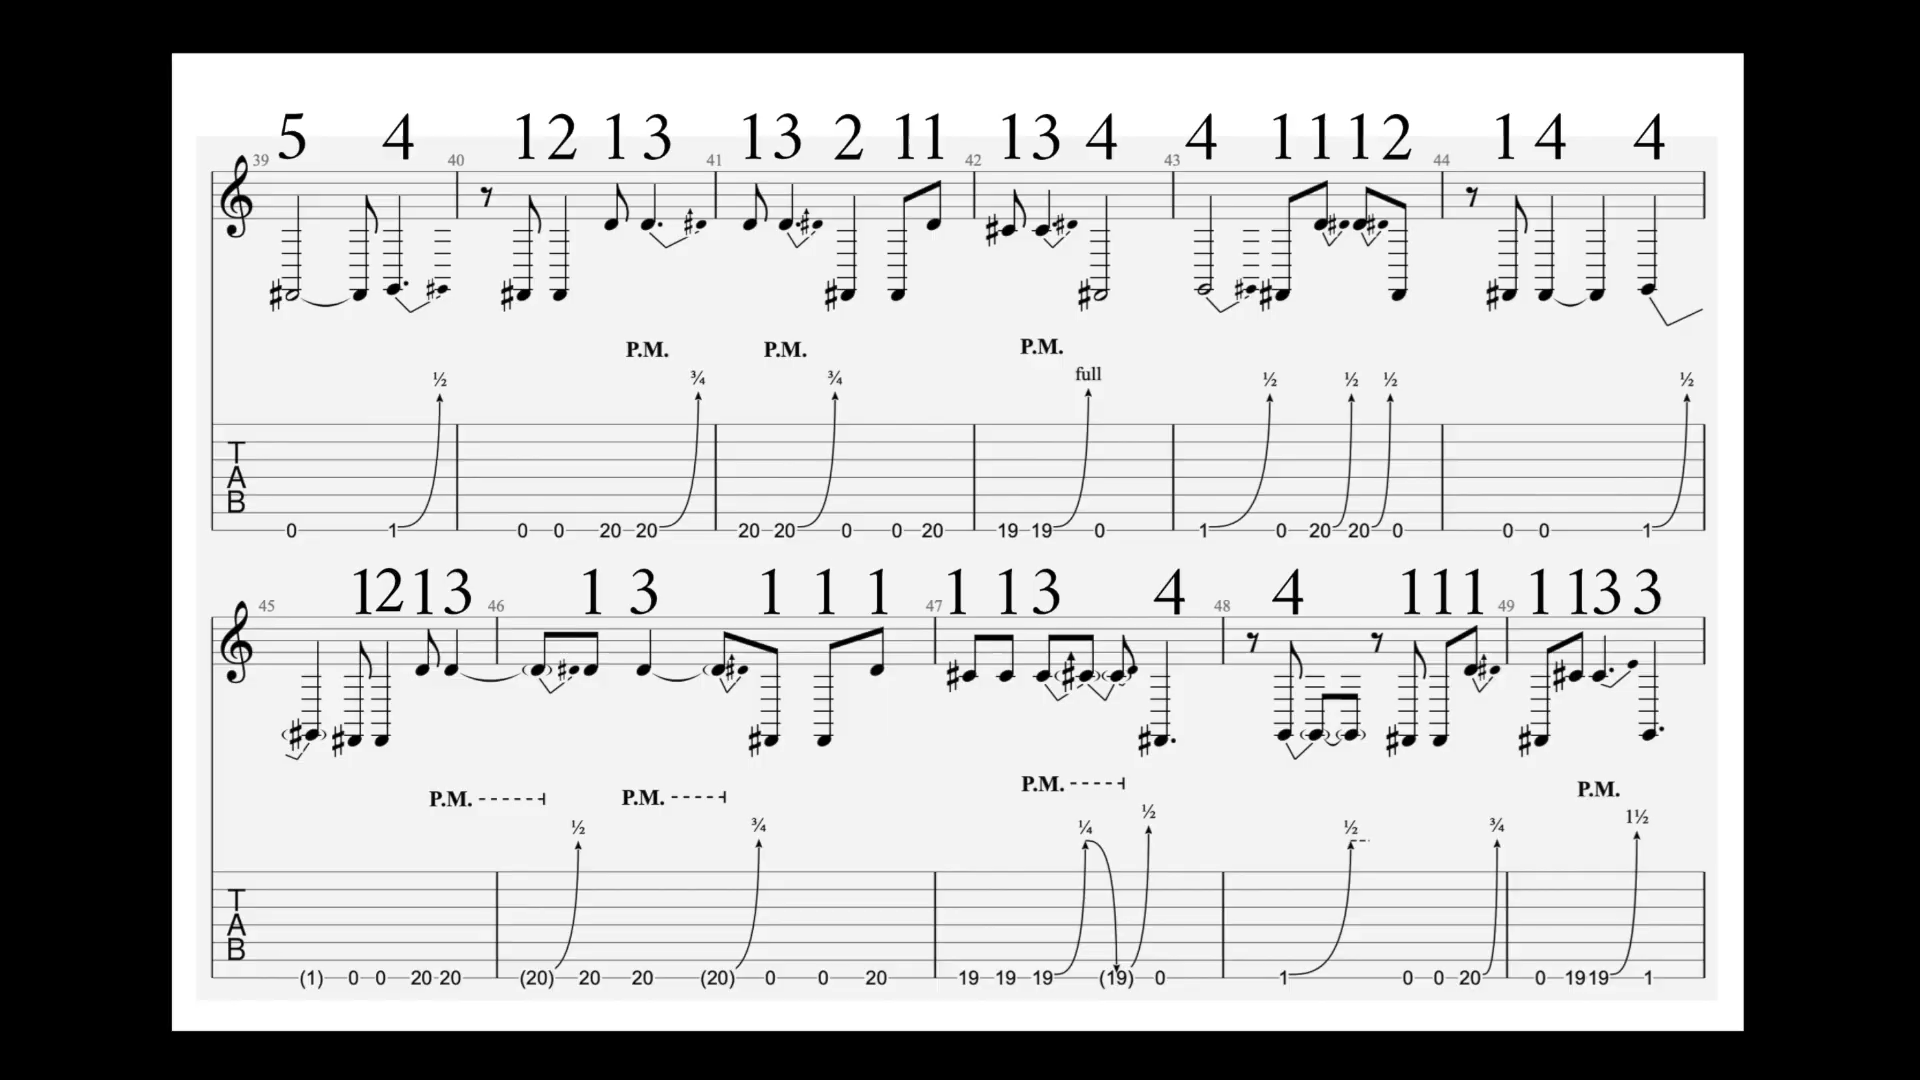 5 4 12 1 3 13 2 11 13 4 4 1 1 12 1 4 4
39 40 41 42 43 44
P.M. P.M. P.M.
½ ¾ ¾ full ½ ½ ½ ½
T
A
B
0 1 0 0 20 20 20 20 0 0 20 19 19 0 1 0 20 20 0 0 0 1
12 13 1 3 1 1 1 1 1 3 4 4 111 1 13 3
45 46 47 48 49
P.M. P.M. P.M. P.M.
½ ¾ ¼ ½ ½ ¾ 1½
T
A
B
(1) 0 0 20 20 (20) 20 20 (20) 0 0 20 19 19 19 (19) 0 1 0 0 20 0 19 19 1